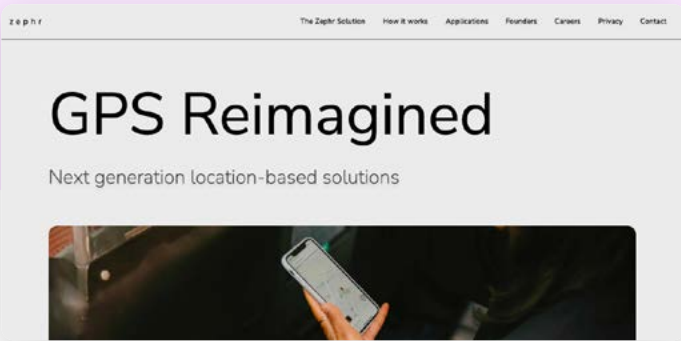 zephr
The Zephr Solution How it works Applications Founders Careers Privacy Contact
GPS Reimagined
Next generation location-based solutions